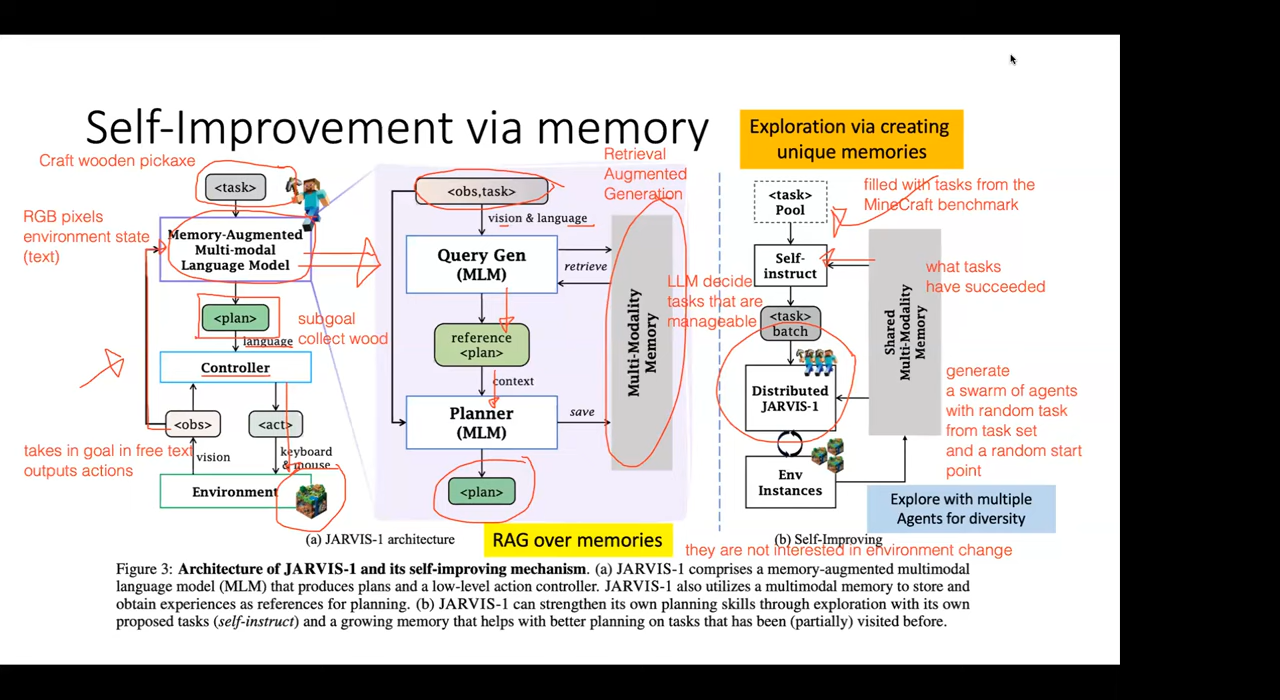 Self-Improvement via memory
Exploration via creating
unique memories
Craft wooden pickaxe
<task>
RGB pixels
environment state
(text)
Memory-Augmented
Multi-modal
Language Model
<plan>
language
subgoal
collect wood
Controller
<obs>
<act>
takes in goal in free text
outputs actions
vision
keyboard
& mouse
Environment
(a) JARVIS-1 architecture
Retrieval
Augmented
Generation
<obs,task>
vision & language
Query Gen
(MLM)
retrieve
reference
<plan>
context
Planner
(MLM)
save
<plan>
Multi-Modality
Memory
RAG over memories
LLM decide
tasks that are
manageable
<task>
Pool
filled with tasks from the
MineCraft benchmark
Self-
instruct
what tasks
have succeeded
<task>
batch
Shared
Multi-Modality
Memory
Distributed
JARVIS-1
generate
a swarm of agents
with random task
from task set
and a random start
point
Env
Instances
Explore with multiple
Agents for diversity
(b) Self-Improving
they are not interested in environment change
Figure 3: Architecture of JARVIS-1 and its self-improving mechanism. (a) JARVIS-1 comprises a memory-augmented multimodal
language model (MLM) that produces plans and a low-level action controller. JARVIS-1 also utilizes a multimodal memory to store and
obtain experiences as references for planning. (b) JARVIS-1 can strengthen its own planning skills through exploration with its own
proposed tasks (self-instruct) and a growing memory that helps with better planning on tasks that has been (partially) visited before.